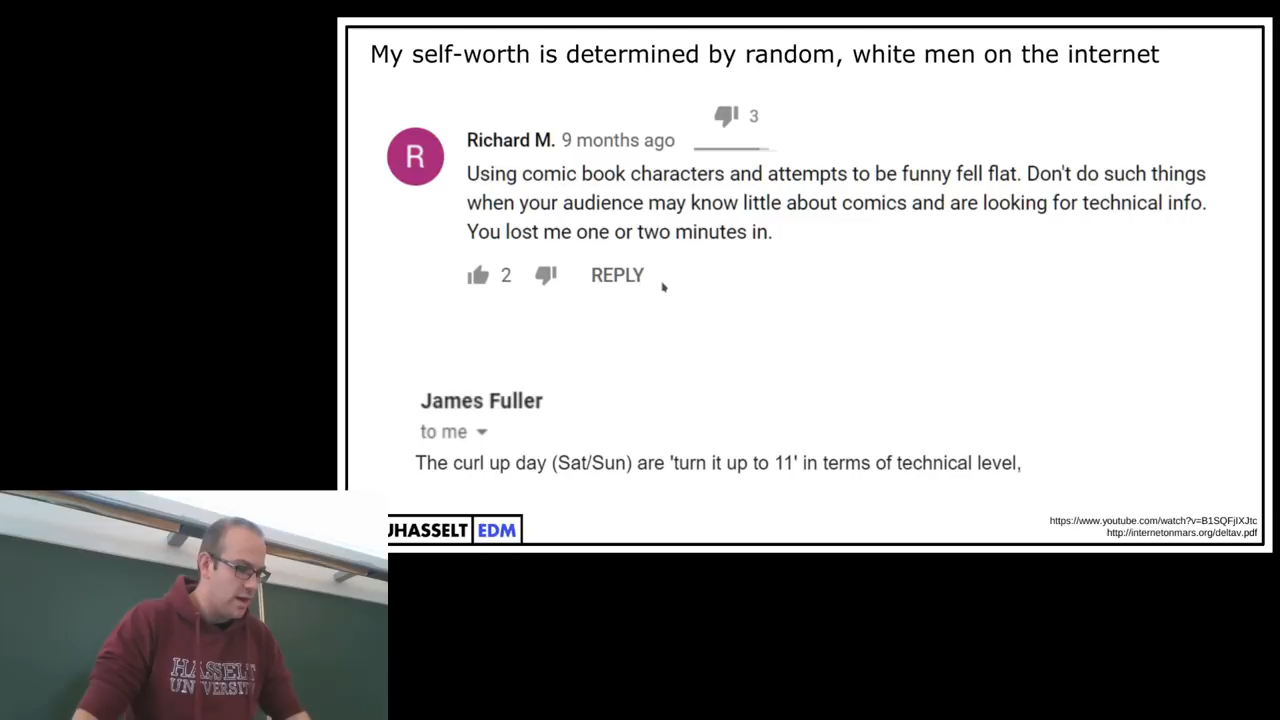 My self-worth is determined by random, white men on the internet
3
R
Richard M. 9 months ago
Using comic book characters and attempts to be funny fell flat. Don't do such things
when your audience may know little about comics and are looking for technical info.
You lost me one or two minutes in.
2 REPLY
James Fuller
to me
The curl up day (Sat/Sun) are 'turn it up to 11' in terms of technical level,
UHASSELT EDM
https://www.youtube.com/watch?v=B1SQFjIXJtc
http://internetonmars.org/deltav.pdf
HASSELT
UNIVERSITY